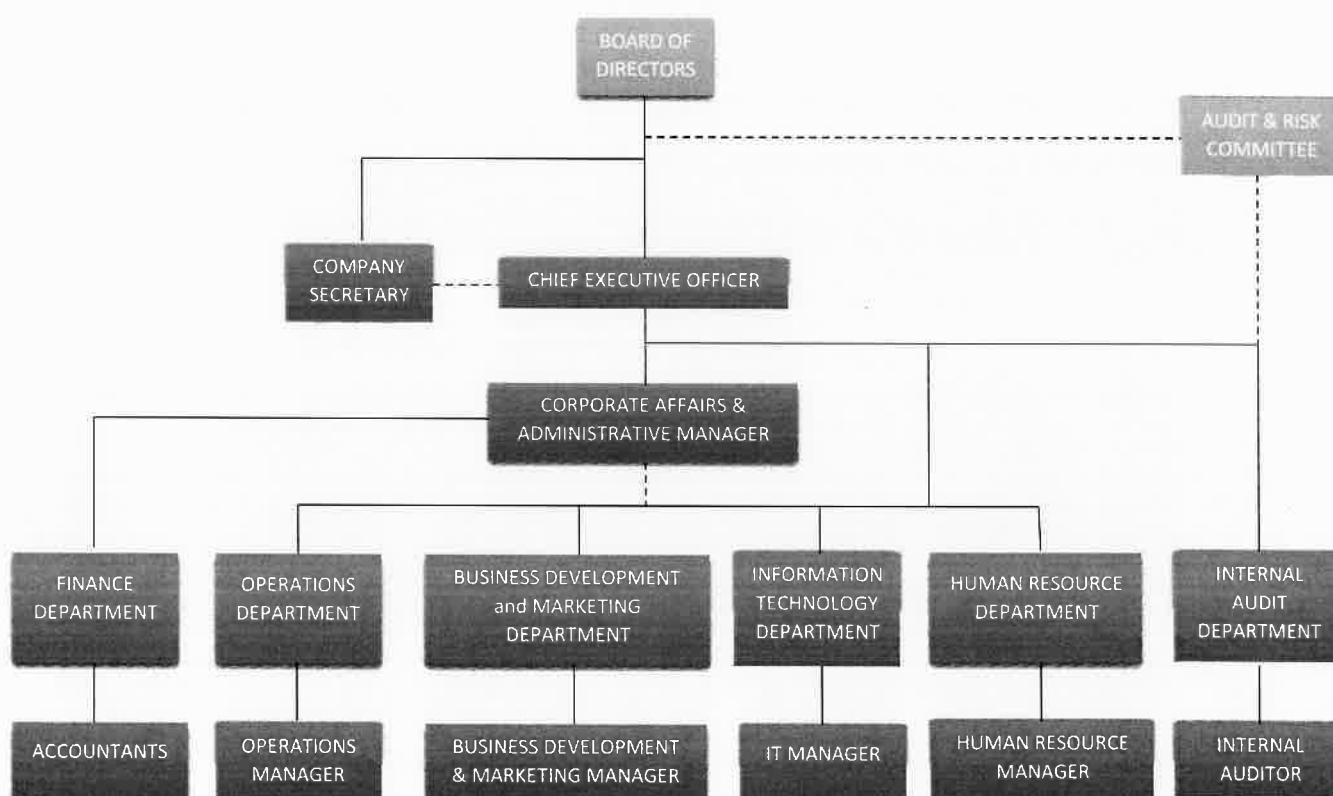 BOARD OF
DIRECTORS
AUDIT & RISK
COMMITTEE
COMPANY
SECRETARY
CHIEF EXECUTIVE OFFICER
CORPORATE AFFAIRS &
ADMINISTRATIVE MANAGER
FINANCE
DEPARTMENT
OPERATIONS
DEPARTMENT
BUSINESS DEVELOPMENT
and MARKETING
DEPARTMENT
INFORMATION
TECHNOLOGY
DEPARTMENT
HUMAN RESOURCE
DEPARTMENT
INTERNAL
AUDIT
DEPARTMENT
ACCOUNTANTS
OPERATIONS
MANAGER
BUSINESS DEVELOPMENT
& MARKETING MANAGER
IT MANAGER
HUMAN RESOURCE
MANAGER
INTERNAL
AUDITOR